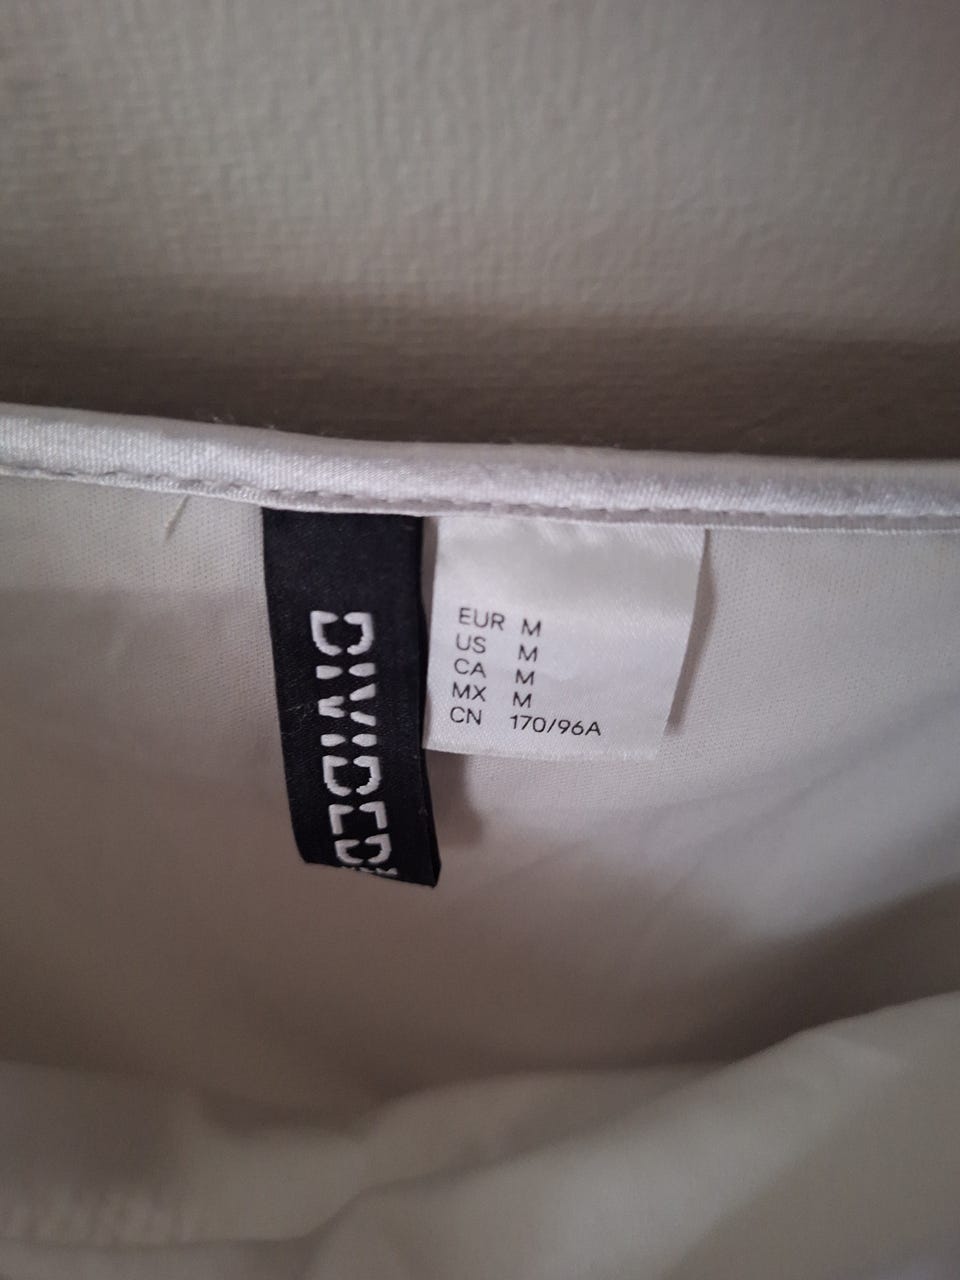 DIVIDED
EUR M
US M
CA M
MX M
CN 170/96A